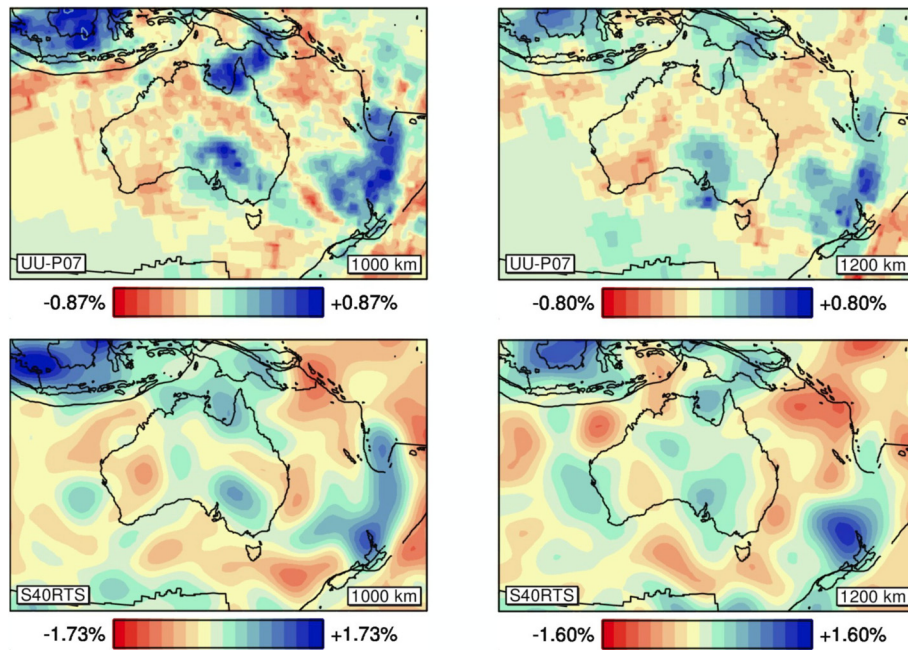 UU-P07 1000 km
-0.87% +0.87%
UU-P07 1200 km
-0.80% +0.80%
S40RTS 1000 km
-1.73% +1.73%
S40RTS 1200 km
-1.60% +1.60%